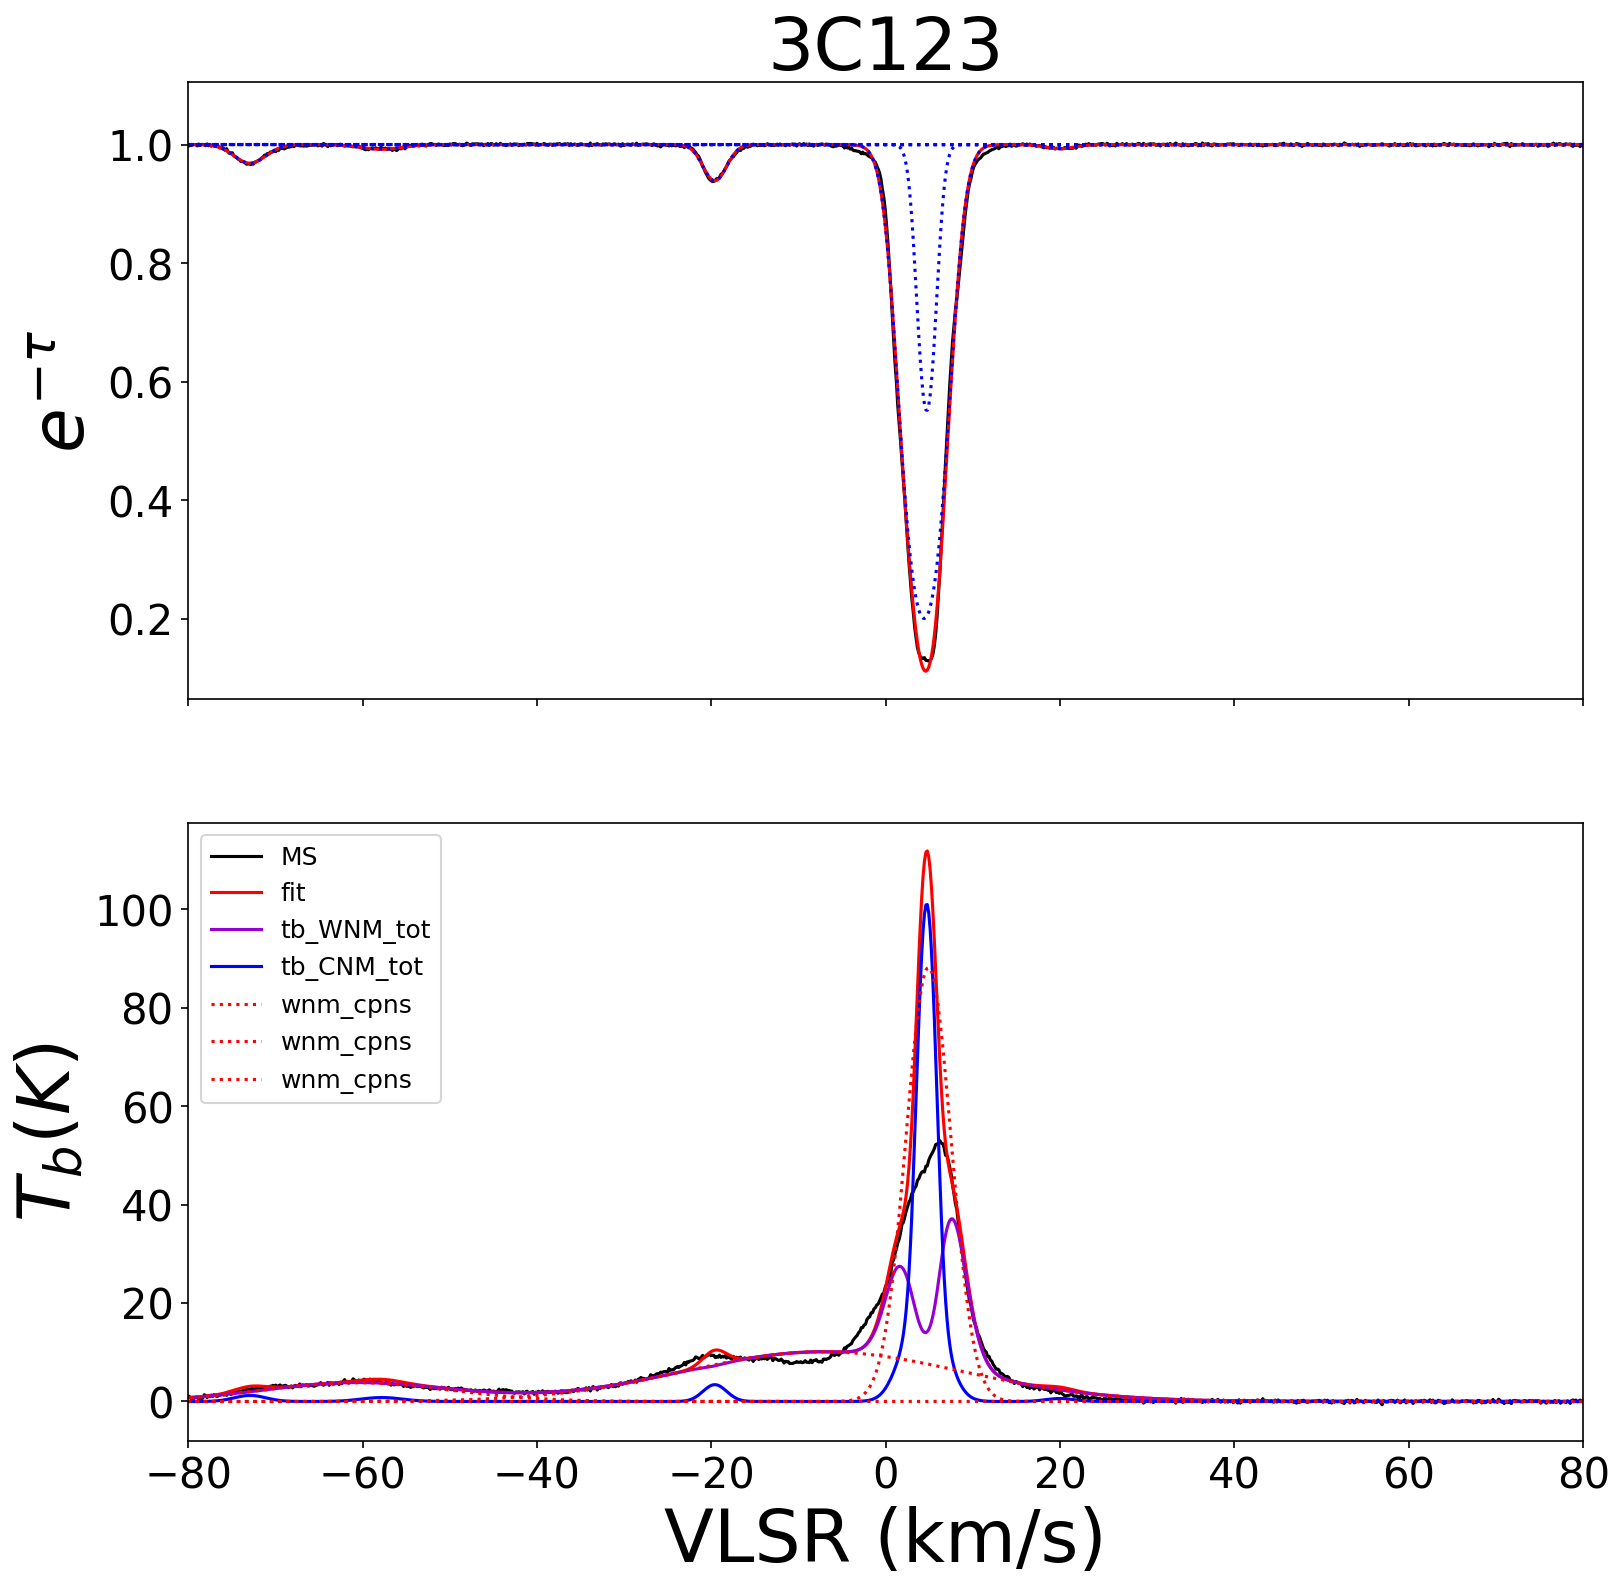 3C123
1.0
0.8
0.6
0.4
0.2
e^{-τ}
MS
fit
tb_WNM_tot
tb_CNM_tot
wnm_cpns
wnm_cpns
wnm_cpns
100
80
60
40
20
0
T_b(K)
−80 −60 −40 −20 0 20 40 60 80
VLSR (km/s)